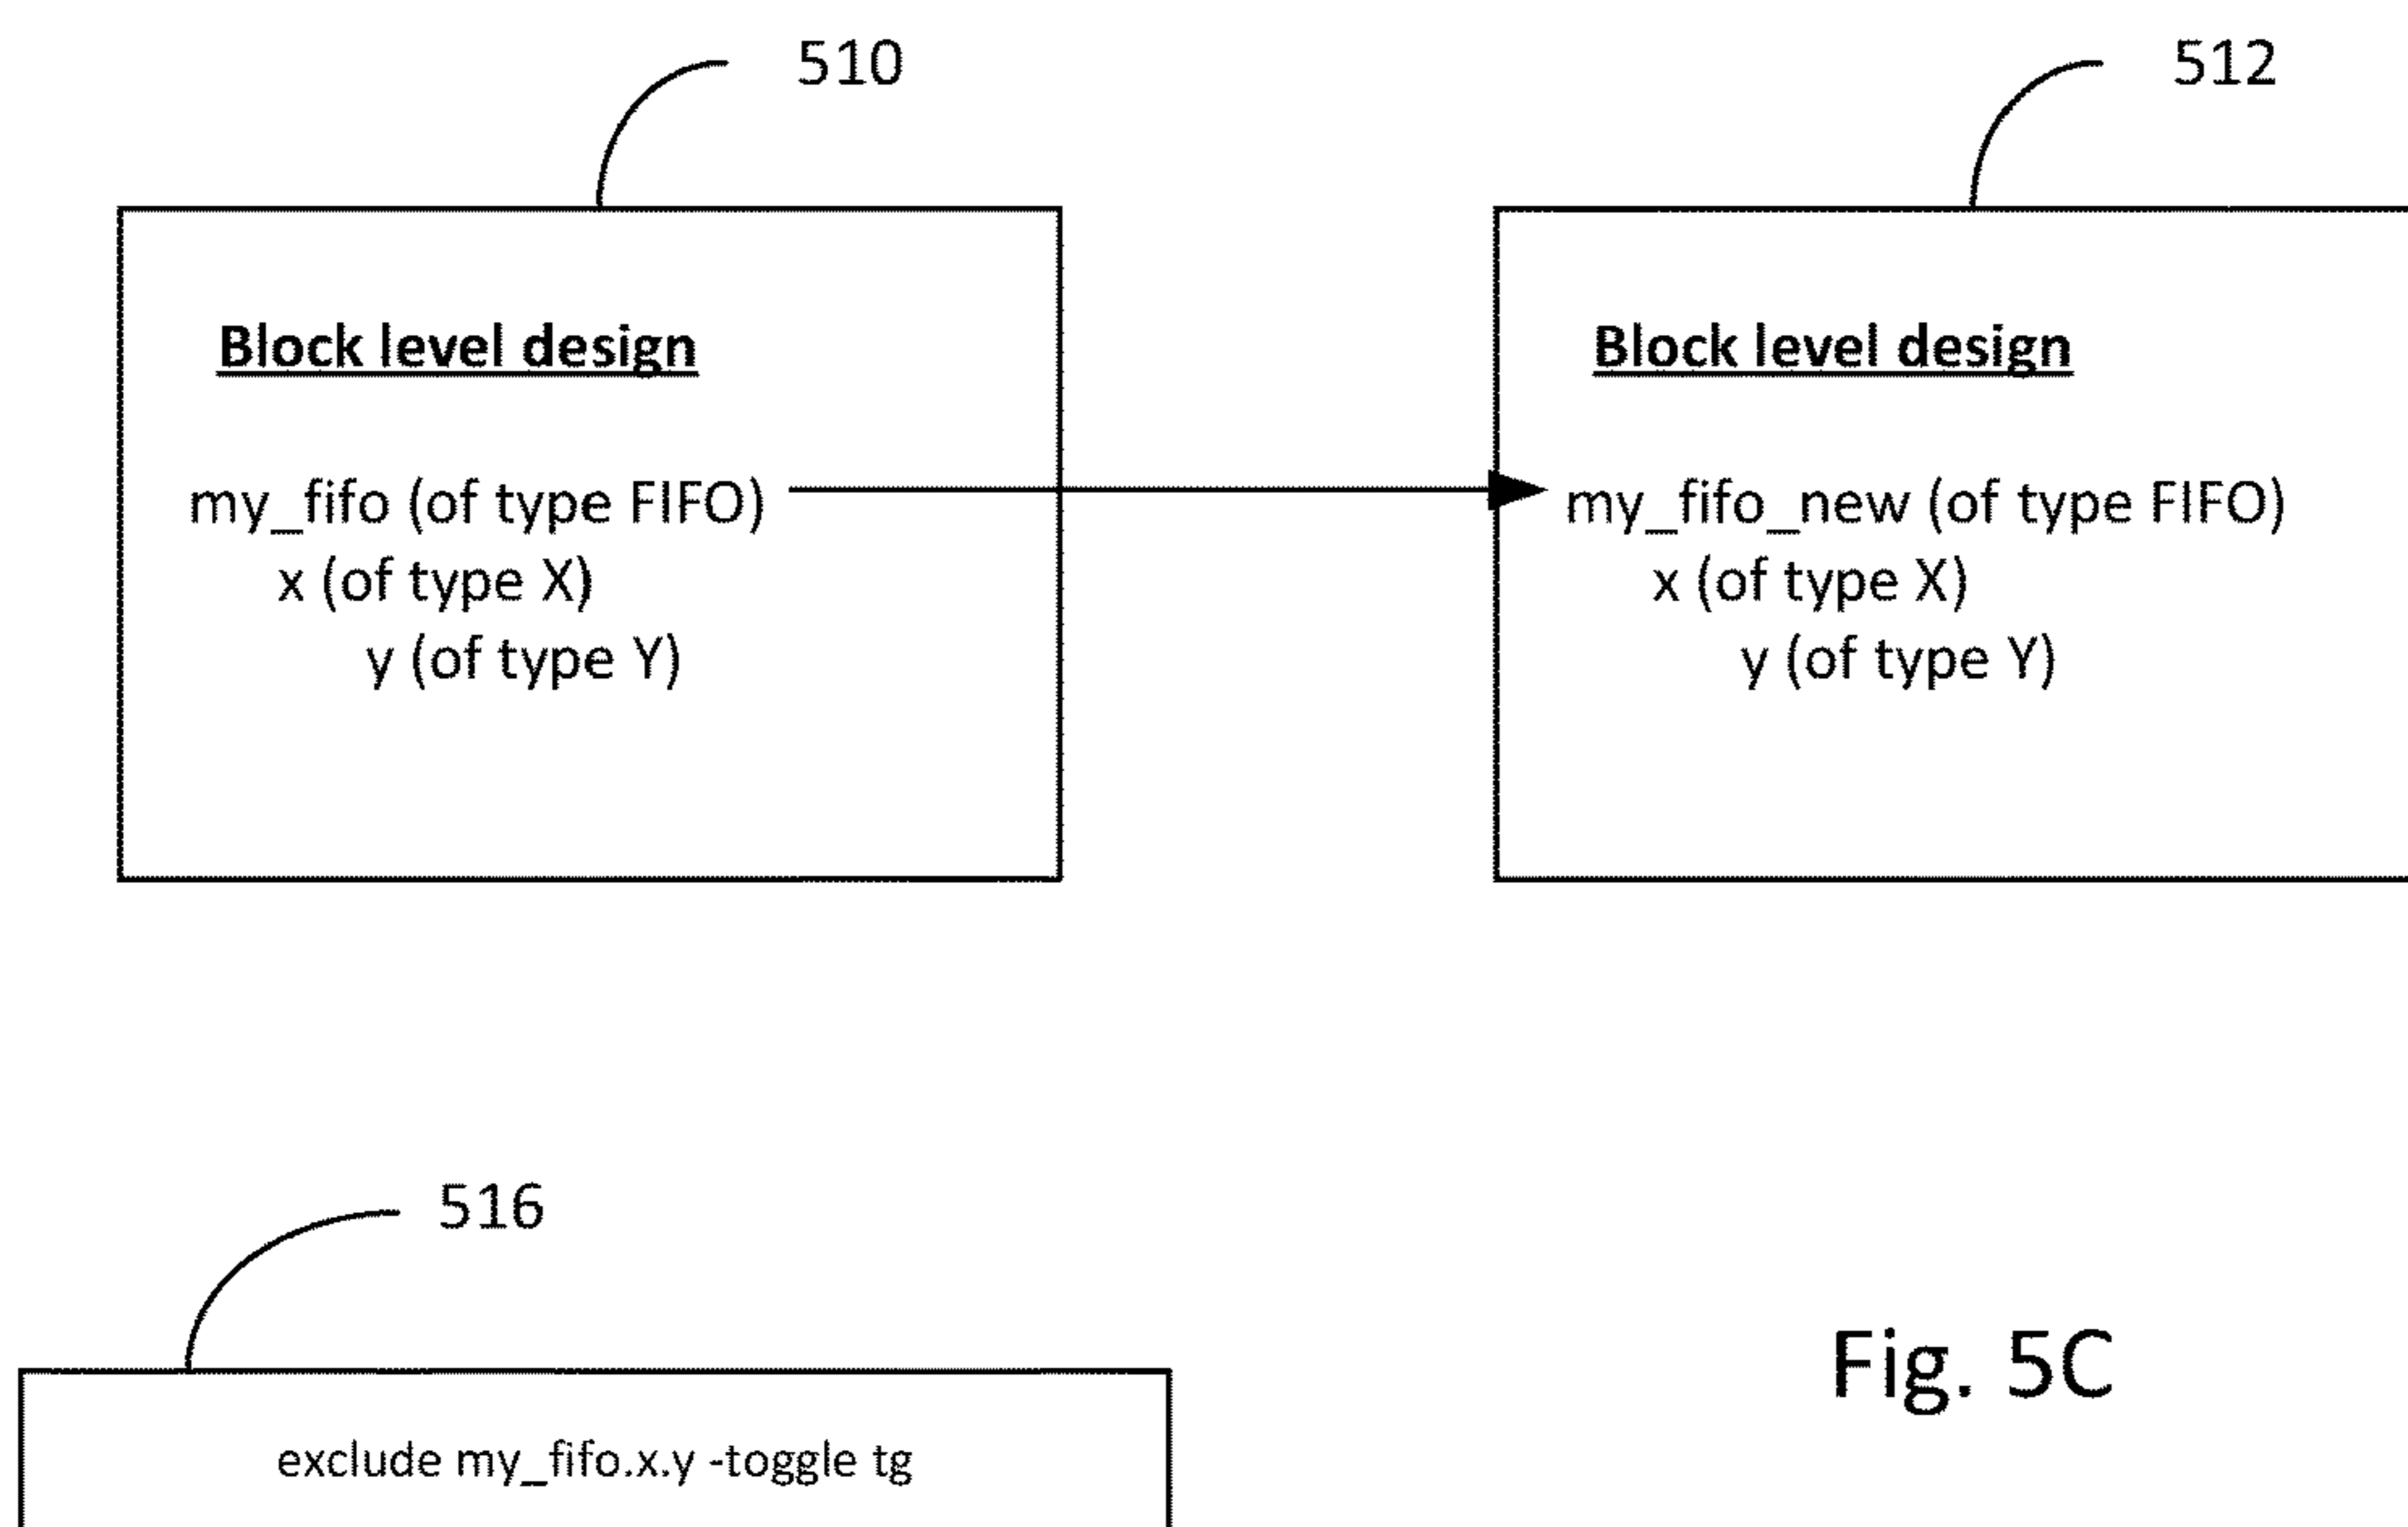 510
512
Block level design
my_fifo (of type FIFO)
x (of type X)
y (of type Y)
Block level design
my_fifo_new (of type FIFO)
x (of type X)
y (of type Y)
516
exclude my_fifo.x.y -toggle tg
Fig. 5C